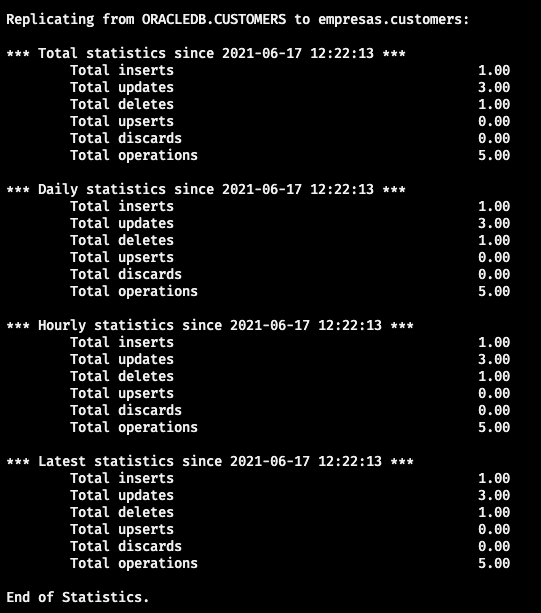 Replicating from ORACLEDB.CUSTOMERS to empresas.customers:
*** Total statistics since 2021-06-17 12:22:13 ***
Total inserts 1.00
Total updates 3.00
Total deletes 1.00
Total upserts 0.00
Total discards 0.00
Total operations 5.00
*** Daily statistics since 2021-06-17 12:22:13 ***
Total inserts 1.00
Total updates 3.00
Total deletes 1.00
Total upserts 0.00
Total discards 0.00
Total operations 5.00
*** Hourly statistics since 2021-06-17 12:22:13 ***
Total inserts 1.00
Total updates 3.00
Total deletes 1.00
Total upserts 0.00
Total discards 0.00
Total operations 5.00
*** Latest statistics since 2021-06-17 12:22:13 ***
Total inserts 1.00
Total updates 3.00
Total deletes 1.00
Total upserts 0.00
Total discards 0.00
Total operations 5.00
End of Statistics.